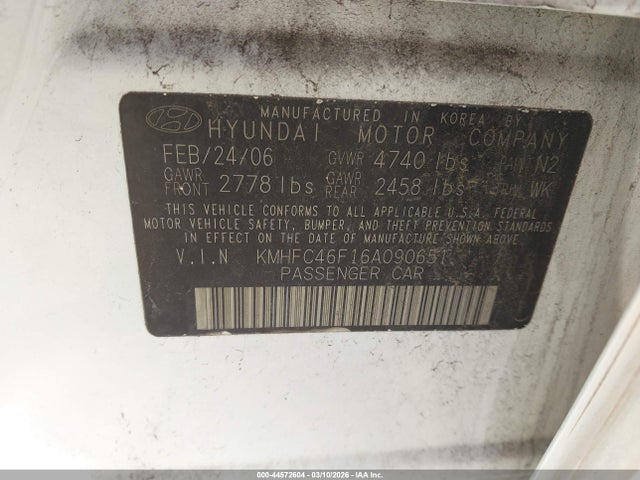 MANUFACTURED IN KOREA BY
HYUNDAI MOTOR COMPANY
FEB/24/06 GVWR 4740 lbs N2
GAWR FRONT 2778 lbs GAWR REAR 2458 lbs WK
THIS VEHICLE CONFORMS TO ALL APPLICABLE U.S.A. FEDERAL
MOTOR VEHICLE SAFETY, BUMPER, AND THEFT PREVENTION STANDARDS
IN EFFECT ON THE DATE OF MANUFACTURE SHOWN ABOVE.
V.I.N KMHFC46F16A090651
PASSENGER CAR
000-44572604 - 03/10/2026 - IAA Inc.